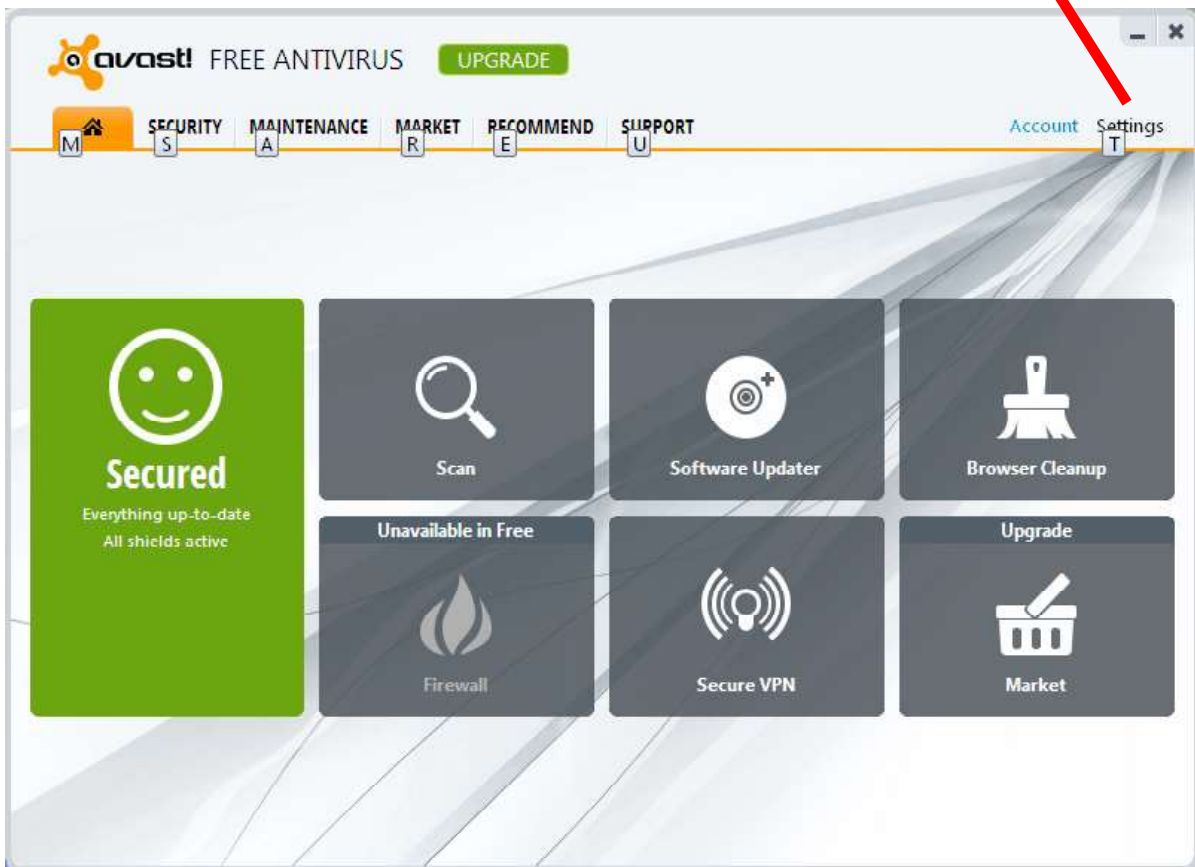 avast! FREE ANTIVIRUS UPGRADE
SECURITY MAINTENANCE MARKET RECOMMEND SUPPORT Account Settings
M S A R E U T
Secured
Everything up-to-date
All shields active
Scan
Software Updater
Browser Cleanup
Unavailable in Free
Firewall
Secure VPN
Upgrade
Market